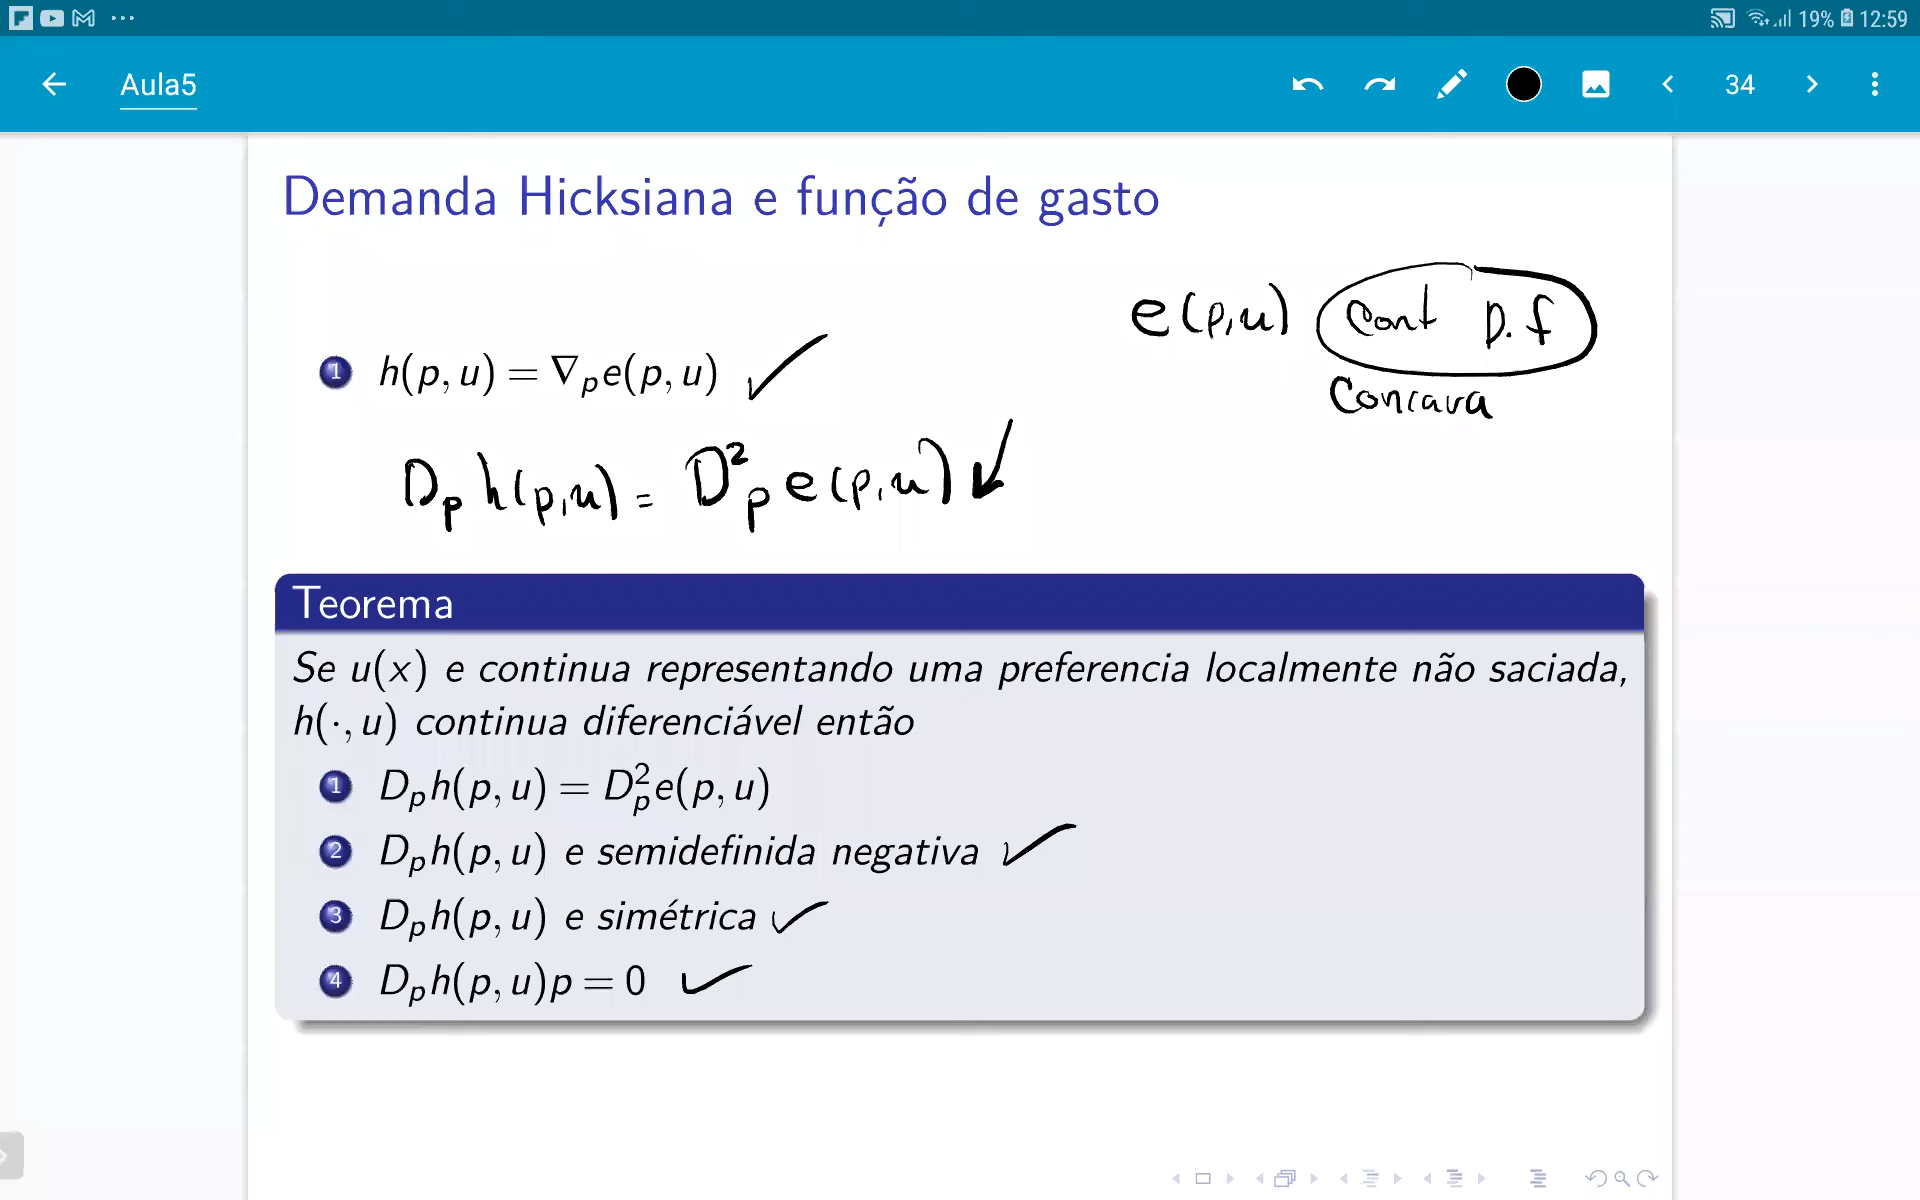 19% 12:59
Aula5
34
Demanda Hicksiana e função de gasto
e(p,u) Cont D.f
Concava
1 h(p, u) = ∇ₚe(p, u) ✓
Dₚ h(p,u) = D²ₚ e(p,u) ✓
Teorema
Se u(x) e continua representando uma preferencia localmente não saciada,
h(·, u) continua diferenciável então
1 Dₚh(p, u) = D²ₚe(p, u)
2 Dₚh(p, u) e semidefinida negativa ✓
3 Dₚh(p, u) e simétrica ✓
4 Dₚh(p, u)p = 0 ✓